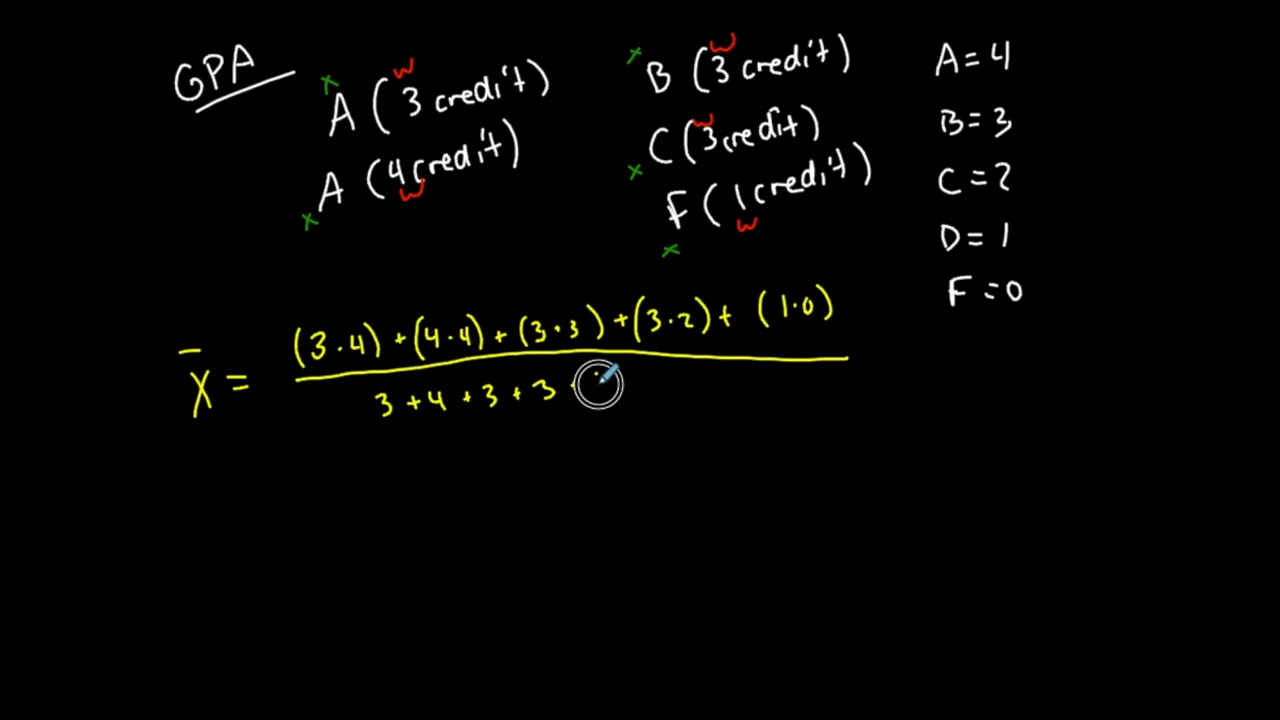 GPA
w
x A (3 credit)
A (4 credit)
w
x
w
x B (3 credit)
w
C (3 credit)
x
F (1 credit)
w
x
A = 4
B = 3
C = 2
D = 1
F = 0
X̄ = (3·4) + (4·4) + (3·3) + (3·2) + (1·0)
3 + 4 + 3 + 3